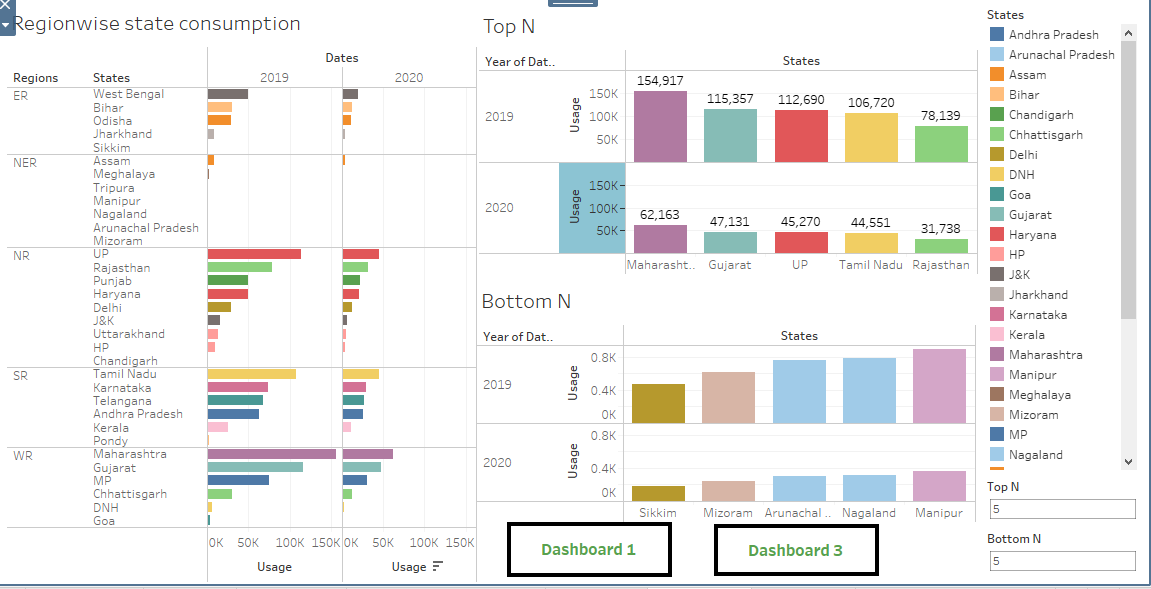 Regionwise state consumption
Dates
Regions States 2019 2020
ER West Bengal
Bihar
Odisha
Jharkhand
Sikkim
NER Assam
Meghalaya
Tripura
Manipur
Nagaland
Arunachal Pradesh
Mizoram
NR UP
Rajasthan
Punjab
Haryana
Delhi
J&K
Uttarakhand
HP
Chandigarh
SR Tamil Nadu
Karnataka
Telangana
Andhra Pradesh
Kerala
Pondy
WR Maharashtra
Gujarat
MP
Chhattisgarh
DNH
Goa
0K 50K 100K 150K 0K 50K 100K 150K
Usage Usage
Top N
Year of Dat.. States
2019 Usage
150K
100K
50K
154,917 115,357 112,690 106,720 78,139
2020 Usage
150K
100K
50K
62,163 47,131 45,270 44,551 31,738
Maharasht.. Gujarat UP Tamil Nadu Rajasthan
Bottom N
Year of Dat.. States
2019 Usage
0.8K
0.4K
0K
2020 Usage
0.8K
0.4K
0K
Sikkim Mizoram Arunachal .. Nagaland Manipur
Dashboard 1 Dashboard 3
States
Andhra Pradesh
Arunachal Pradesh
Assam
Bihar
Chandigarh
Chhattisgarh
Delhi
DNH
Goa
Gujarat
Haryana
HP
J&K
Jharkhand
Karnataka
Kerala
Maharashtra
Manipur
Meghalaya
Mizoram
MP
Nagaland
Top N
5
Bottom N
5